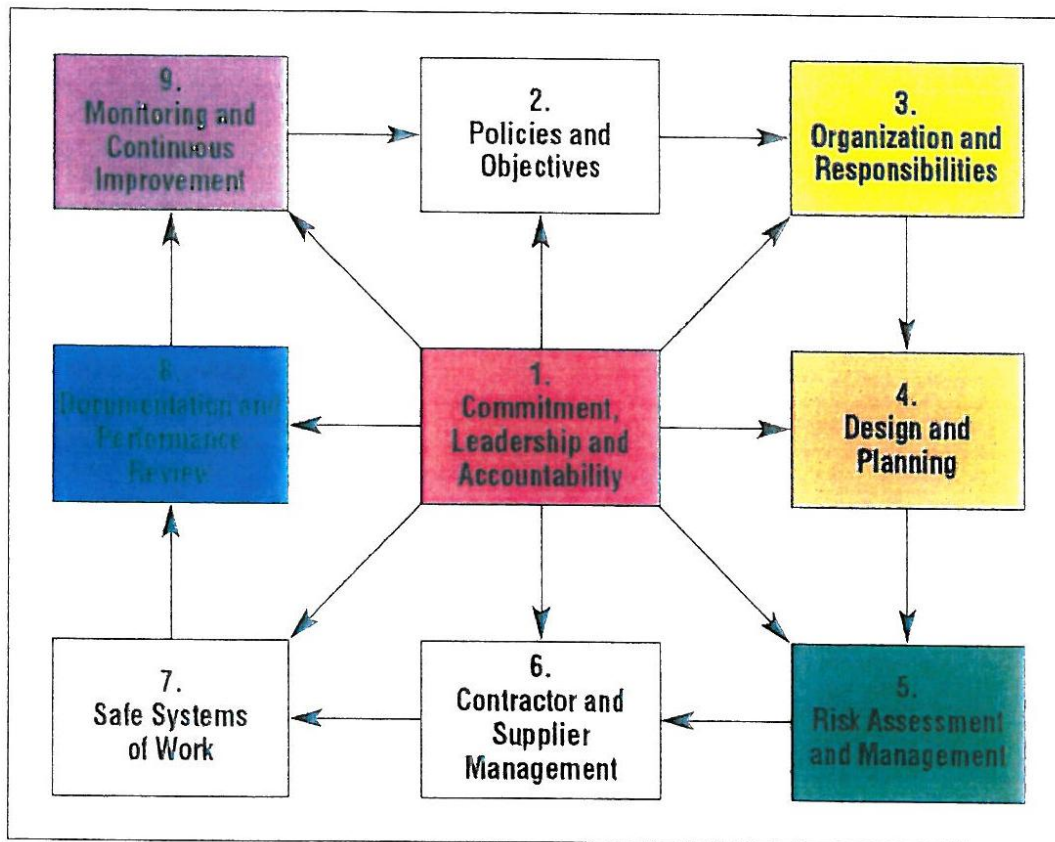 9.
Monitoring and
Continuous
Improvement
2.
Policies and
Objectives
3.
Organization and
Responsibilities
8.
Documentation and
Performance
Review
1.
Commitment,
Leadership and
Accountability
4.
Design and
Planning
7.
Safe Systems
of Work
6.
Contractor and
Supplier
Management
5.
Risk Assessment
and Management